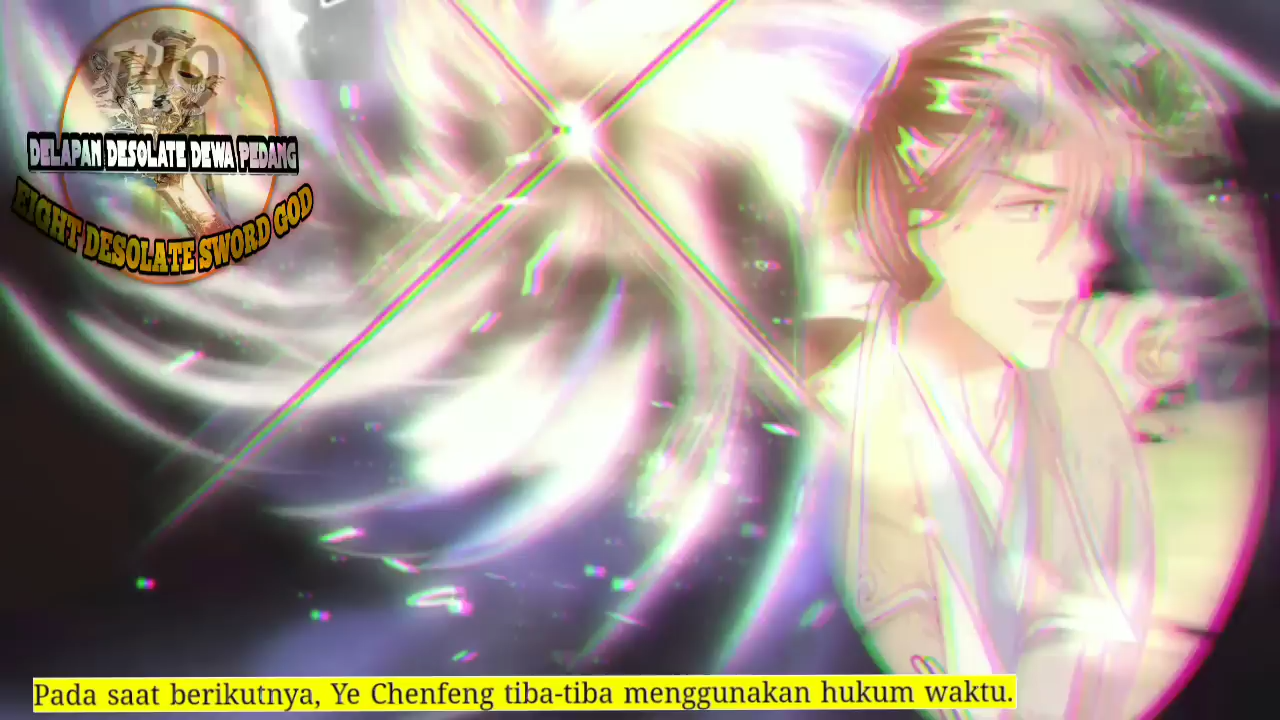 DELAPAN DESOLATE DEWA PEDANG
EIGHT DESOLATE SWORD GOD
Pada saat berikutnya, Ye Chenfeng tiba-tiba menggunakan hukum waktu.